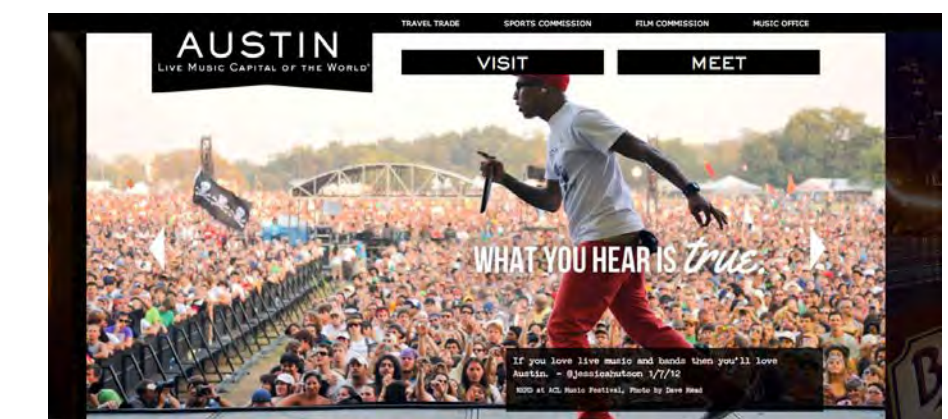 TRAVEL TRADE
SPORTS COMMISSION
FILM COMMISSION
MUSIC OFFICE
AUSTIN
LIVE MUSIC CAPITAL OF THE WORLD®
VISIT
MEET
WHAT YOU HEAR IS true.
If you love live music and bands then you'll love
Austin. - @jessicahutson 1/7/12
at ACL Music Festival, Photo by Dave Mead